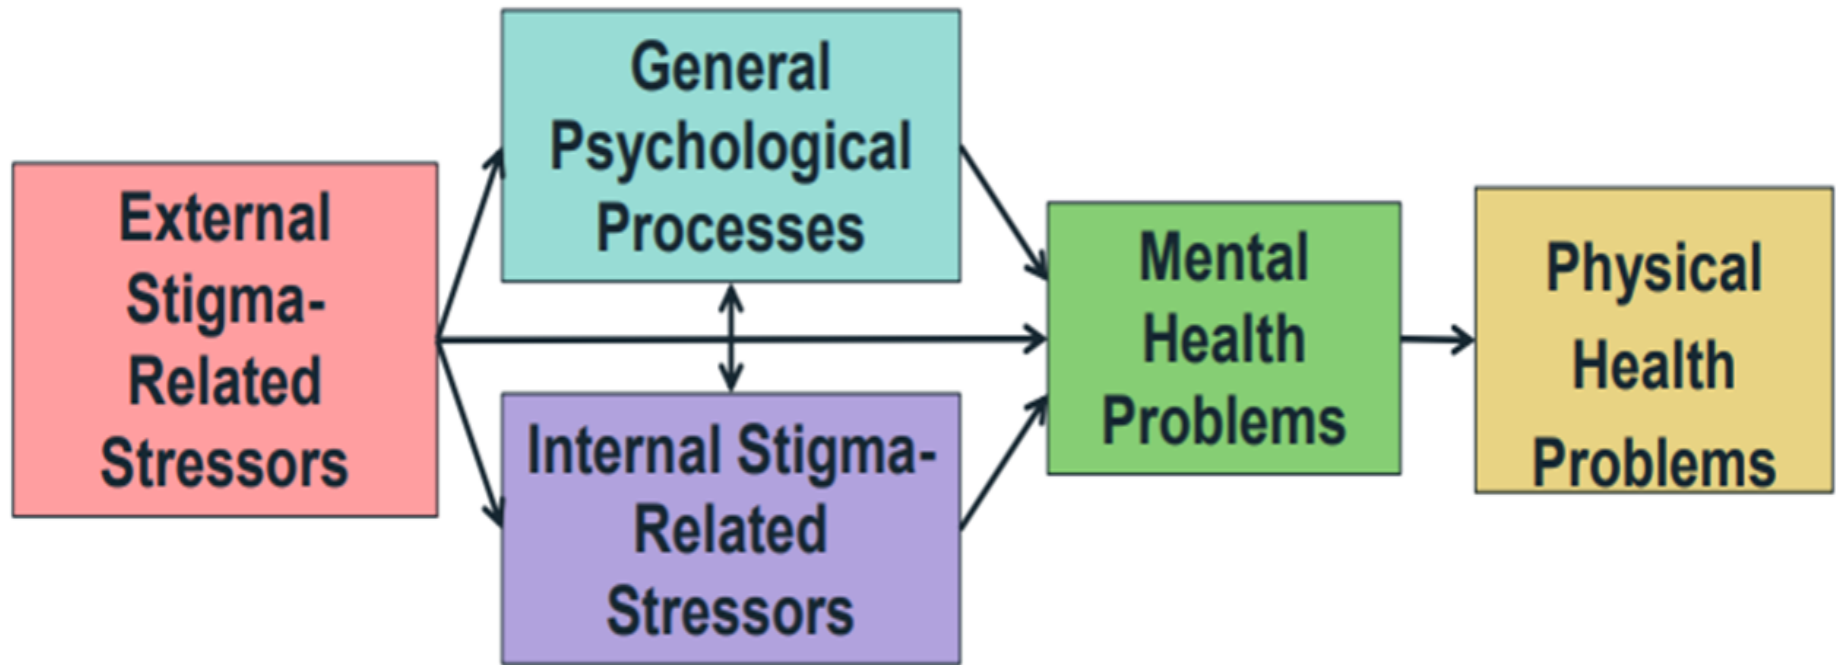 External
Stigma-
Related
Stressors
General
Psychological
Processes
Internal Stigma-
Related
Stressors
Mental
Health
Problems
Physical
Health
Problems